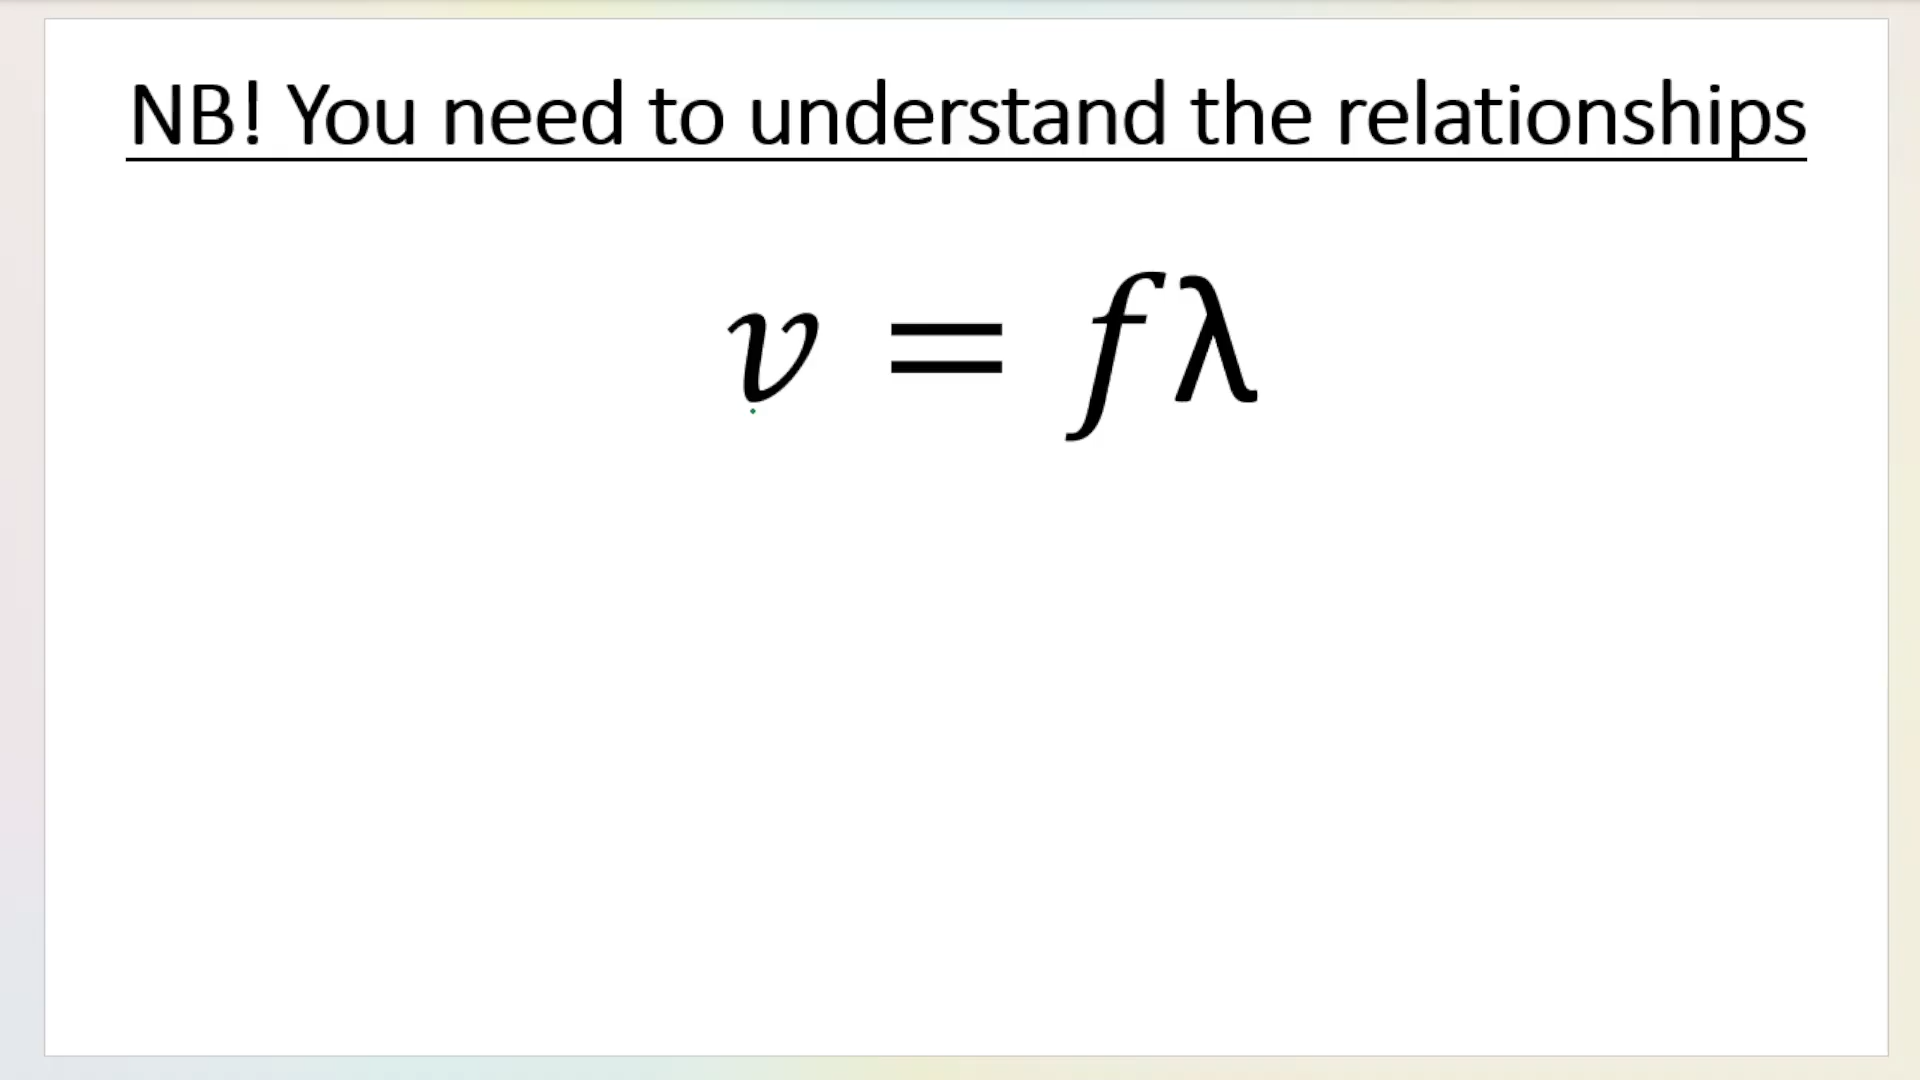 NB! You need to understand the relationships
v = fλ